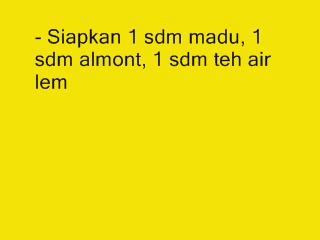 - Siapkan 1 sdm madu, 1
sdm almont, 1 sdm teh air
lem